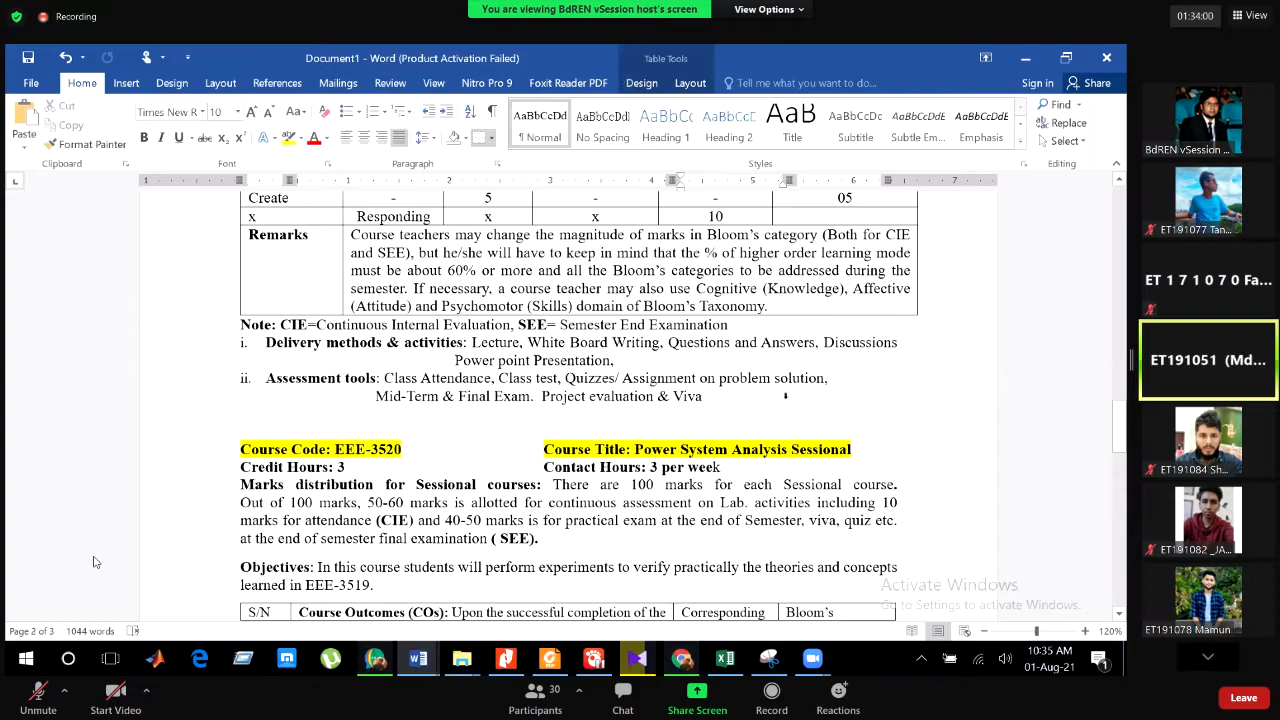 Recording
You are viewing BdREN vSession host's screen
View Options
01:34:00
View
Document1 - Word (Product Activation Failed)
Table Tools
File
Home
Insert
Design
Layout
References
Mailings
Review
View
Nitro Pro 9
Foxit Reader PDF
Design
Layout
Tell me what you want to do...
Sign in
Share
Paste
Cut
Copy
Format Painter
Clipboard
Times New R
10
Font
Paragraph
AaBbCcDc
¶ Normal
AaBbCcDc
No Spacing
AaBbCc
Heading 1
AaBbCcD
Heading 2
AaB
Title
AaBbCcD
Subtitle
AaBbCcDc
Subtle Em...
AaBbCcDc
Emphasis
Styles
Find
Replace
Select
Editing
1 1 2 3 4 5 6 7
Create - 5 - - 05
x Responding x x 10
Remarks Course teachers may change the magnitude of marks in Bloom's category (Both for CIE
and SEE), but he/she will have to keep in mind that the % of higher order learning mode
must be about 60% or more and all the Bloom's categories to be addressed during the
semester. If necessary, a course teacher may also use Cognitive (Knowledge), Affective
(Attitude) and Psychomotor (Skills) domain of Bloom's Taxonomy.
Note: CIE=Continuous Internal Evaluation, SEE= Semester End Examination
i. Delivery methods & activities: Lecture, White Board Writing, Questions and Answers, Discussions
Power point Presentation,
ii. Assessment tools: Class Attendance, Class test, Quizzes/ Assignment on problem solution,
Mid-Term & Final Exam. Project evaluation & Viva
Course Code: EEE-3520 Course Title: Power System Analysis Sessional
Credit Hours: 3 Contact Hours: 3 per week
Marks distribution for Sessional courses: There are 100 marks for each Sessional course.
Out of 100 marks, 50-60 marks is allotted for continuous assessment on Lab. activities including 10
marks for attendance (CIE) and 40-50 marks is for practical exam at the end of Semester, viva, quiz etc.
at the end of semester final examination ( SEE).
Objectives: In this course students will perform experiments to verify practically the theories and concepts
learned in EEE-3519.
S/N Course Outcomes (COs): Upon the successful completion of the Corresponding Bloom's
Activate Windows
Go to Settings to activate Windows.
Page 2 of 3 1044 words
120%
10:35 AM
01-Aug-21
1
BdREN vSession ...
ET191077 Tan...
ET 1 7 1 0 7 0 Fa...
ET191051 (Md...
ET191084 Sh...
ET191082 _JA...
ET191078 Mamun
Unmute
Start Video
Participants
30
Chat
Share Screen
Record
Reactions
Leave